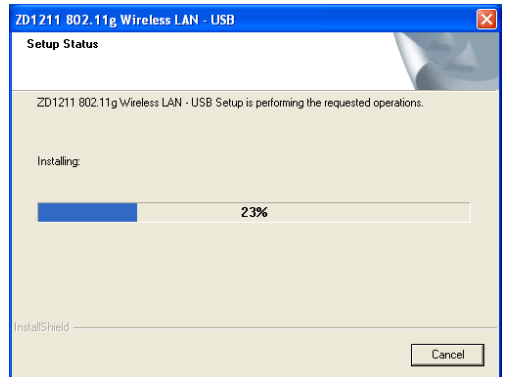 ZD1211 802.11g Wireless LAN - USB
Setup Status
ZD1211 802.11g Wireless LAN - USB Setup is performing the requested operations.
Installing:
23%
InstallShield
Cancel